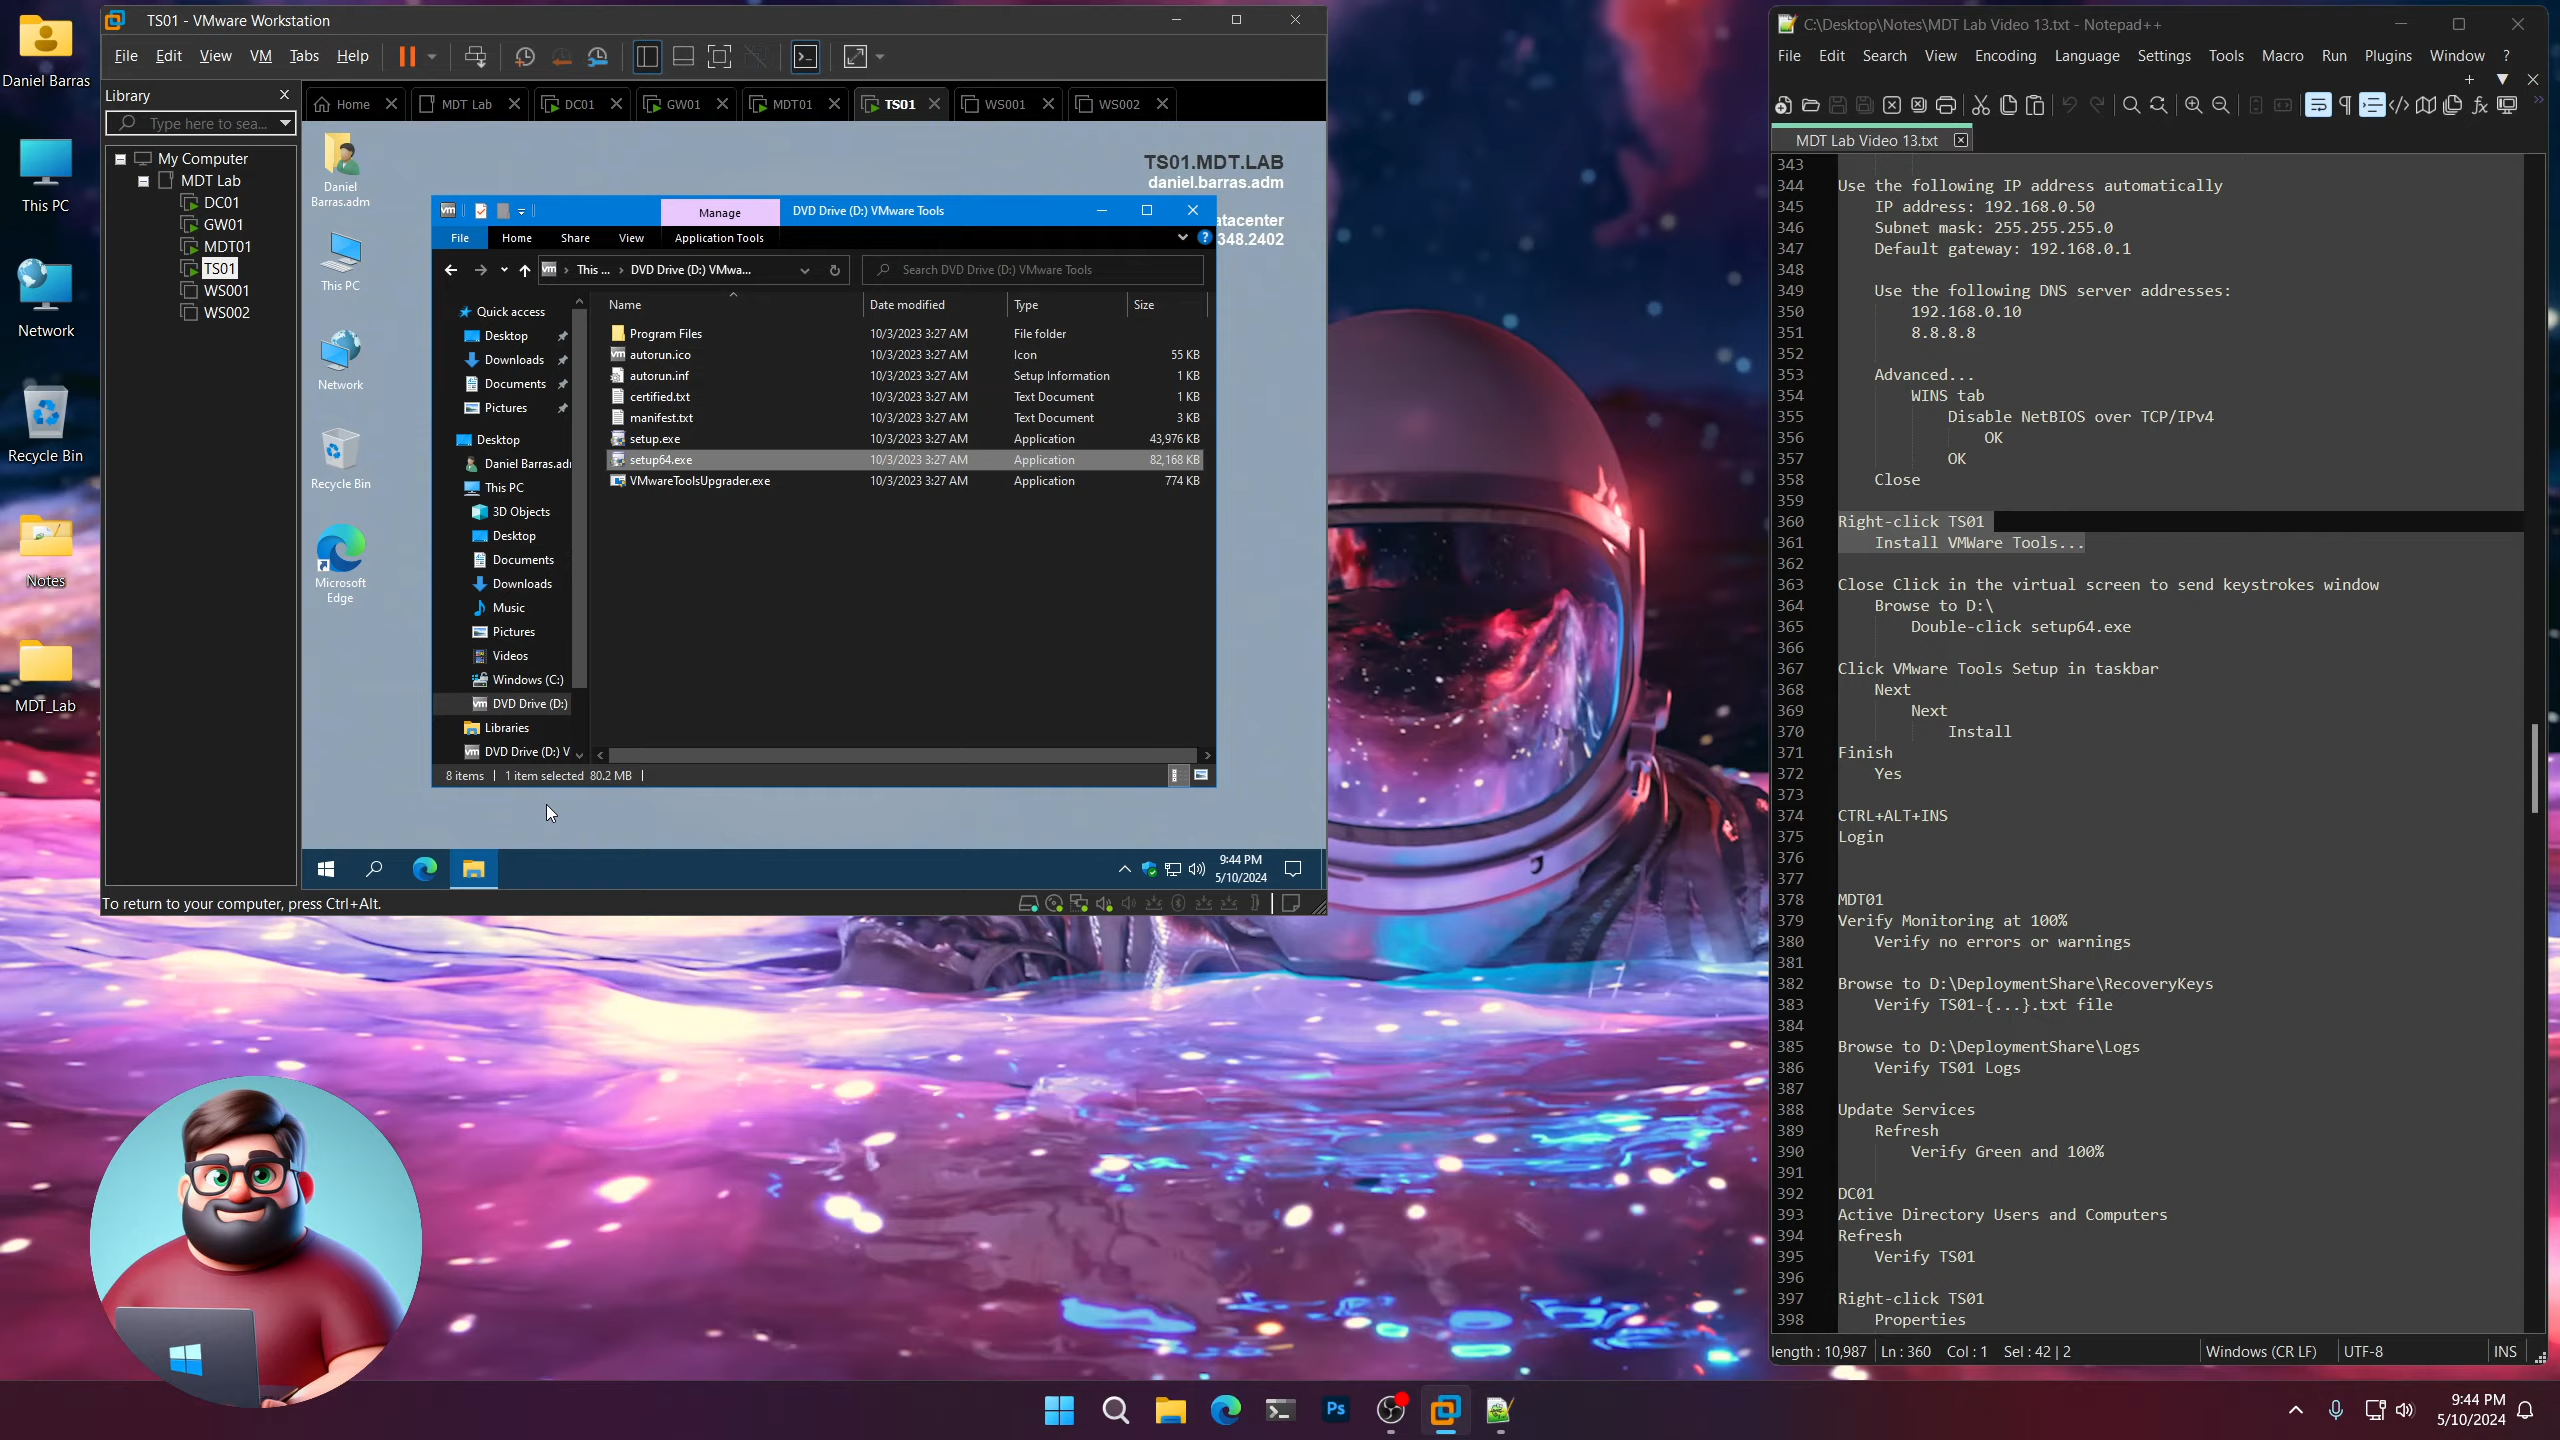 Daniel Barras
This PC
Network
Recycle Bin
Notes
MDT_Lab
TS01 - VMware Workstation
File Edit View VM Tabs Help
Library
Type here to sea...
My Computer
MDT Lab
DC01
GW01
MDT01
TS01
WS001
WS002
Home
MDT Lab
DC01
GW01
MDT01
TS01
WS001
WS002
Daniel
Barras.adm
This PC
Network
Recycle Bin
Microsoft
Edge
TS01.MDT.LAB
daniel.barras.adm
atacenter
348.2402
Manage
DVD Drive (D:) VMware Tools
File Home Share View Application Tools
This ... DVD Drive (D:) VMwa...
Search DVD Drive (D:) VMware Tools
Quick access
Desktop
Downloads
Documents
Pictures
Desktop
Daniel Barras.adm
This PC
3D Objects
Desktop
Documents
Downloads
Music
Pictures
Videos
Windows (C:)
DVD Drive (D:)
Libraries
DVD Drive (D:) V
Name Date modified Type Size
Program Files 10/3/2023 3:27 AM File folder
autorun.ico 10/3/2023 3:27 AM Icon 55 KB
autorun.inf 10/3/2023 3:27 AM Setup Information 1 KB
certified.txt 10/3/2023 3:27 AM Text Document 1 KB
manifest.txt 10/3/2023 3:27 AM Text Document 3 KB
setup.exe 10/3/2023 3:27 AM Application 43,976 KB
setup64.exe 10/3/2023 3:27 AM Application 82,168 KB
VMwareToolsUpgrader.exe 10/3/2023 3:27 AM Application 774 KB
8 items 1 item selected 80.2 MB
9:44 PM
5/10/2024
To return to your computer, press Ctrl+Alt.
C:\Desktop\Notes\MDT Lab Video 13.txt - Notepad++
File Edit Search View Encoding Language Settings Tools Macro Run Plugins Window ?
MDT Lab Video 13.txt
343
344 Use the following IP address automatically
345 IP address: 192.168.0.50
346 Subnet mask: 255.255.255.0
347 Default gateway: 192.168.0.1
348
349 Use the following DNS server addresses:
350 192.168.0.10
351 8.8.8.8
352
353 Advanced...
354 WINS tab
355 Disable NetBIOS over TCP/IPv4
356 OK
357 OK
358 Close
359
360 Right-click TS01
361 Install VMWare Tools...
362
363 Close Click in the virtual screen to send keystrokes window
364 Browse to D:\
365 Double-click setup64.exe
366
367 Click VMware Tools Setup in taskbar
368 Next
369 Next
370 Install
371 Finish
372 Yes
373
374 CTRL+ALT+INS
375 Login
376
377
378 MDT01
379 Verify Monitoring at 100%
380 Verify no errors or warnings
381
382 Browse to D:\DeploymentShare\RecoveryKeys
383 Verify TS01-{...}.txt file
384
385 Browse to D:\DeploymentShare\Logs
386 Verify TS01 Logs
387
388 Update Services
389 Refresh
390 Verify Green and 100%
391
392 DC01
393 Active Directory Users and Computers
394 Refresh
395 Verify TS01
396
397 Right-click TS01
398 Properties
length : 10,987 Ln : 360 Col : 1 Sel : 42 | 2 Windows (CR LF) UTF-8 INS
Ps
9:44 PM
5/10/2024